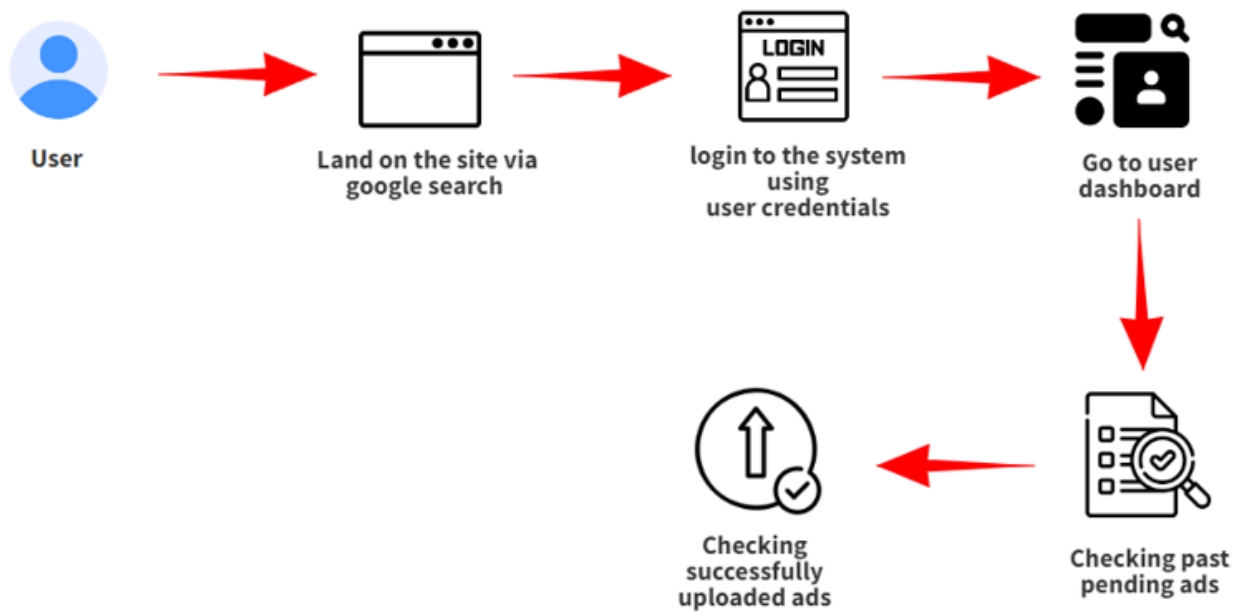 User
Land on the site via
google search
LOGIN
login to the system
using
user credentials
Go to user
dashboard
Checking past
pending ads
Checking
successfully
uploaded ads